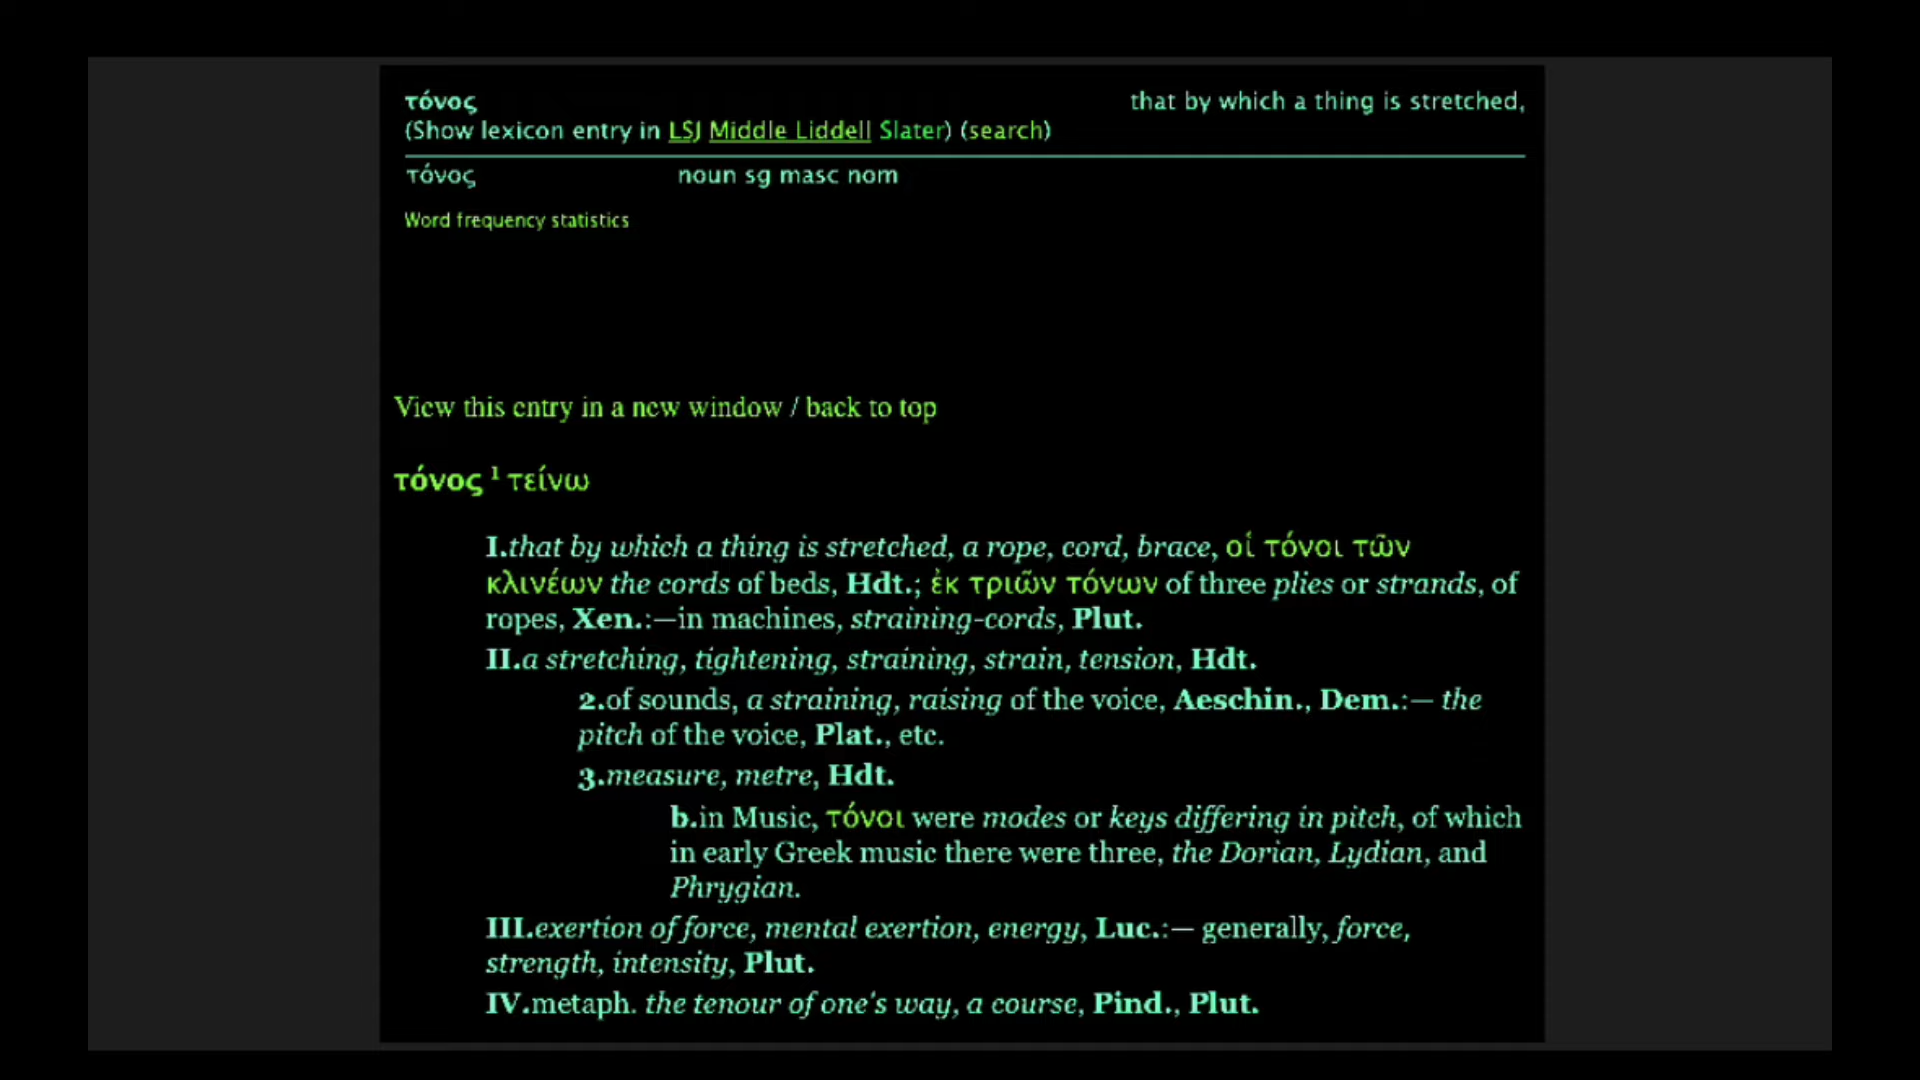 τόνος that by which a thing is stretched,
(Show lexicon entry in LSJ Middle Liddell Slater) (search)
τόνος noun sg masc nom
Word frequency statistics
View this entry in a new window / back to top
τόνος ¹ τείνω
I.that by which a thing is stretched, a rope, cord, brace, οἱ τόνοι τῶν
κλινέων the cords of beds, Hdt.; ἐκ τριῶν τόνων of three plies or strands, of
ropes, Xen.:—in machines, straining-cords, Plut.
II.a stretching, tightening, straining, strain, tension, Hdt.
2.of sounds, a straining, raising of the voice, Aeschin., Dem.:— the
pitch of the voice, Plat., etc.
3.measure, metre, Hdt.
b.in Music, τόνοι were modes or keys differing in pitch, of which
in early Greek music there were three, the Dorian, Lydian, and
Phrygian.
III.exertion of force, mental exertion, energy, Luc.:— generally, force,
strength, intensity, Plut.
IV.metaph. the tenour of one's way, a course, Pind., Plut.